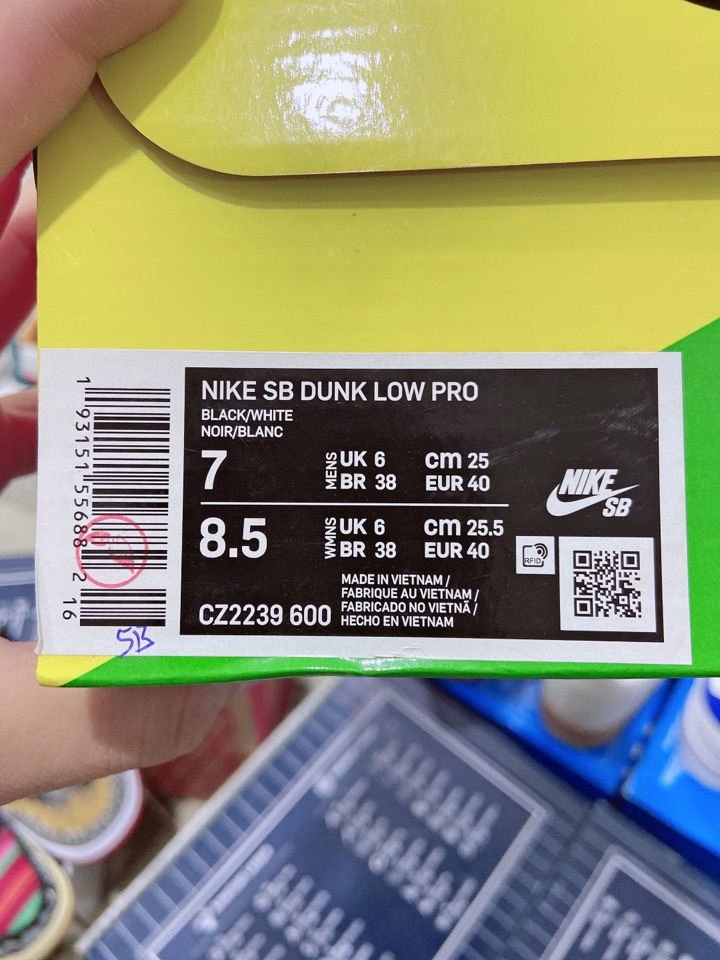 1 93151 55688 2 16
5B
NIKE SB DUNK LOW PRO
BLACK/WHITE
NOIR/BLANC
7 MENS UK 6 cm 25
BR 38 EUR 40
8.5 WMNS UK 6 cm 25.5
BR 38 EUR 40
NIKE
SB
RFID
CZ2239 600
MADE IN VIETNAM /
FABRIQUE AU VIETNAM /
FABRICADO NO VIETNÃ /
HECHO EN VIETNAM